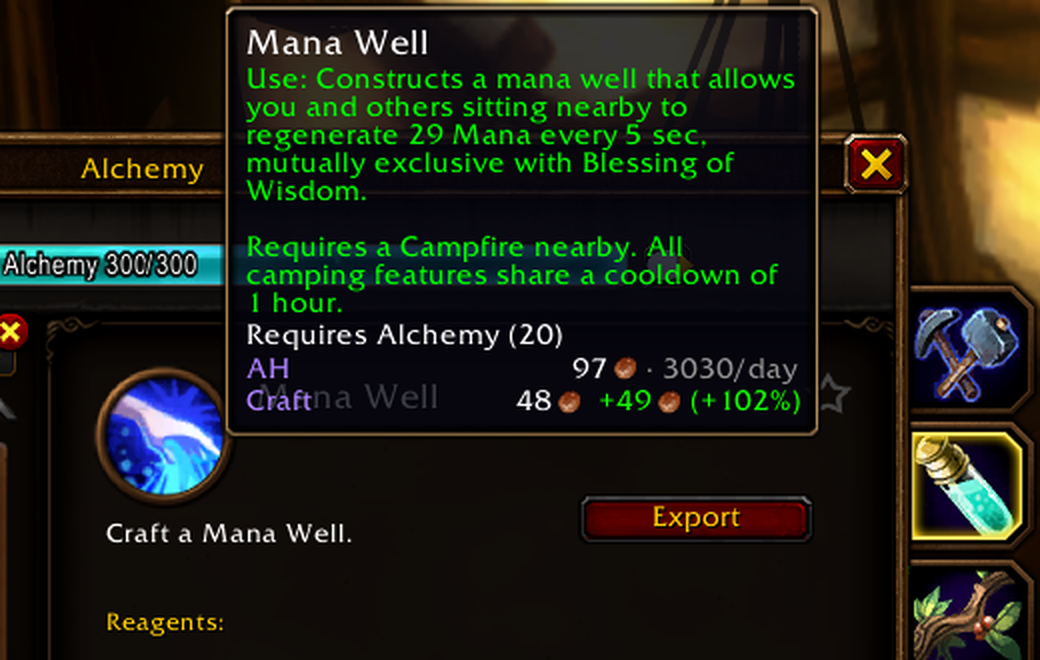 Mana Well
Use: Constructs a mana well that allows
you and others sitting nearby to
regenerate 29 Mana every 5 sec,
mutually exclusive with Blessing of
Wisdom.
Requires a Campfire nearby. All
camping features share a cooldown of
1 hour.
Requires Alchemy (20)
AH 97 · 3030/day
Craft 48 +49 (+102%)
Alchemy
Alchemy 300/300
Mana Well
Craft a Mana Well.
Export
Reagents: